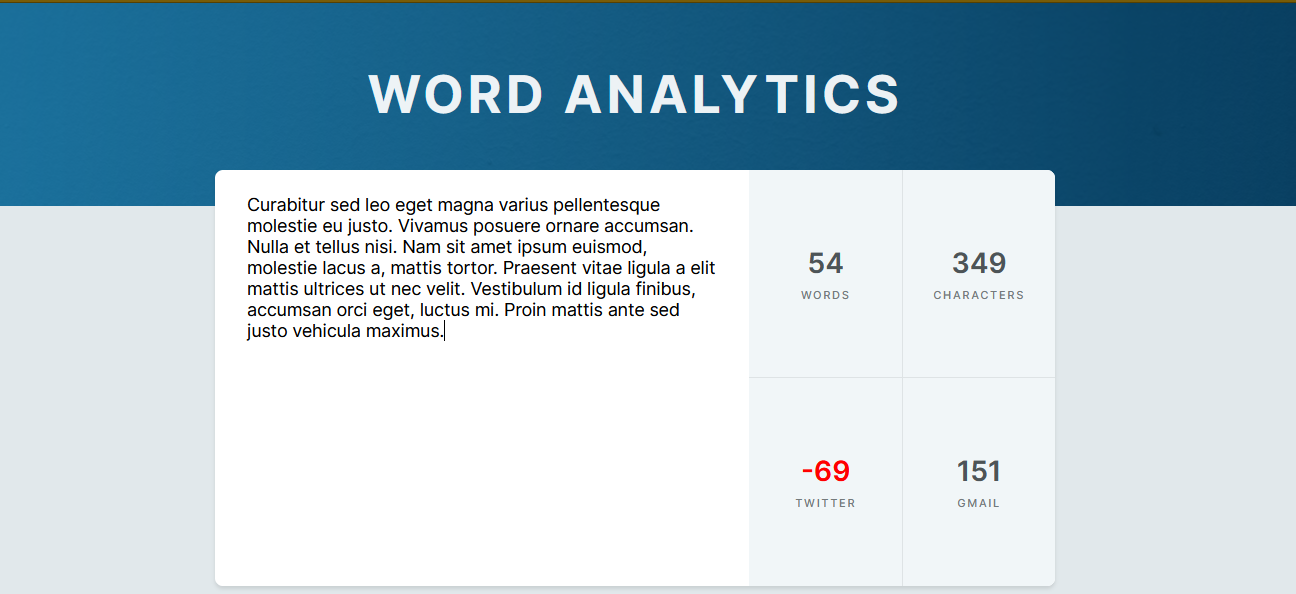 WORD ANALYTICS
Curabitur sed leo eget magna varius pellentesque
molestie eu justo. Vivamus posuere ornare accumsan.
Nulla et tellus nisi. Nam sit amet ipsum euismod,
molestie lacus a, mattis tortor. Praesent vitae ligula a elit
mattis ultrices ut nec velit. Vestibulum id ligula finibus,
accumsan orci eget, luctus mi. Proin mattis ante sed
justo vehicula maximus.
54
WORDS
349
CHARACTERS
-69
TWITTER
151
GMAIL